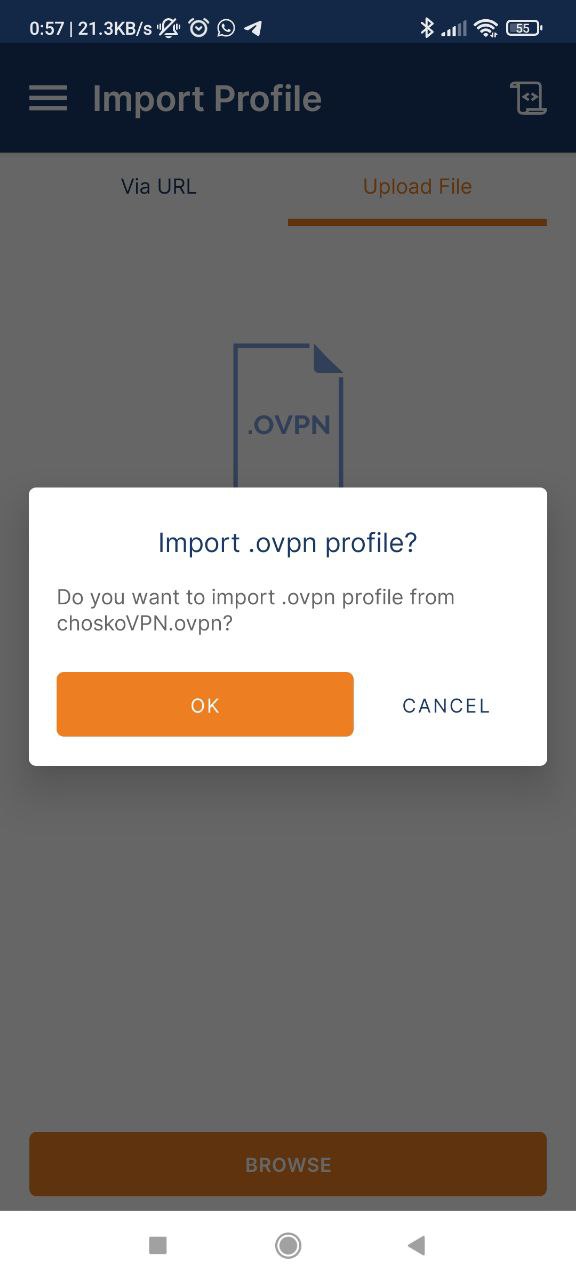 0:57 | 21.3KB/s
55
Import Profile
Via URL
Upload File
.OVPN
Import .ovpn profile?
Do you want to import .ovpn profile from
choskoVPN.ovpn?
OK
CANCEL
BROWSE